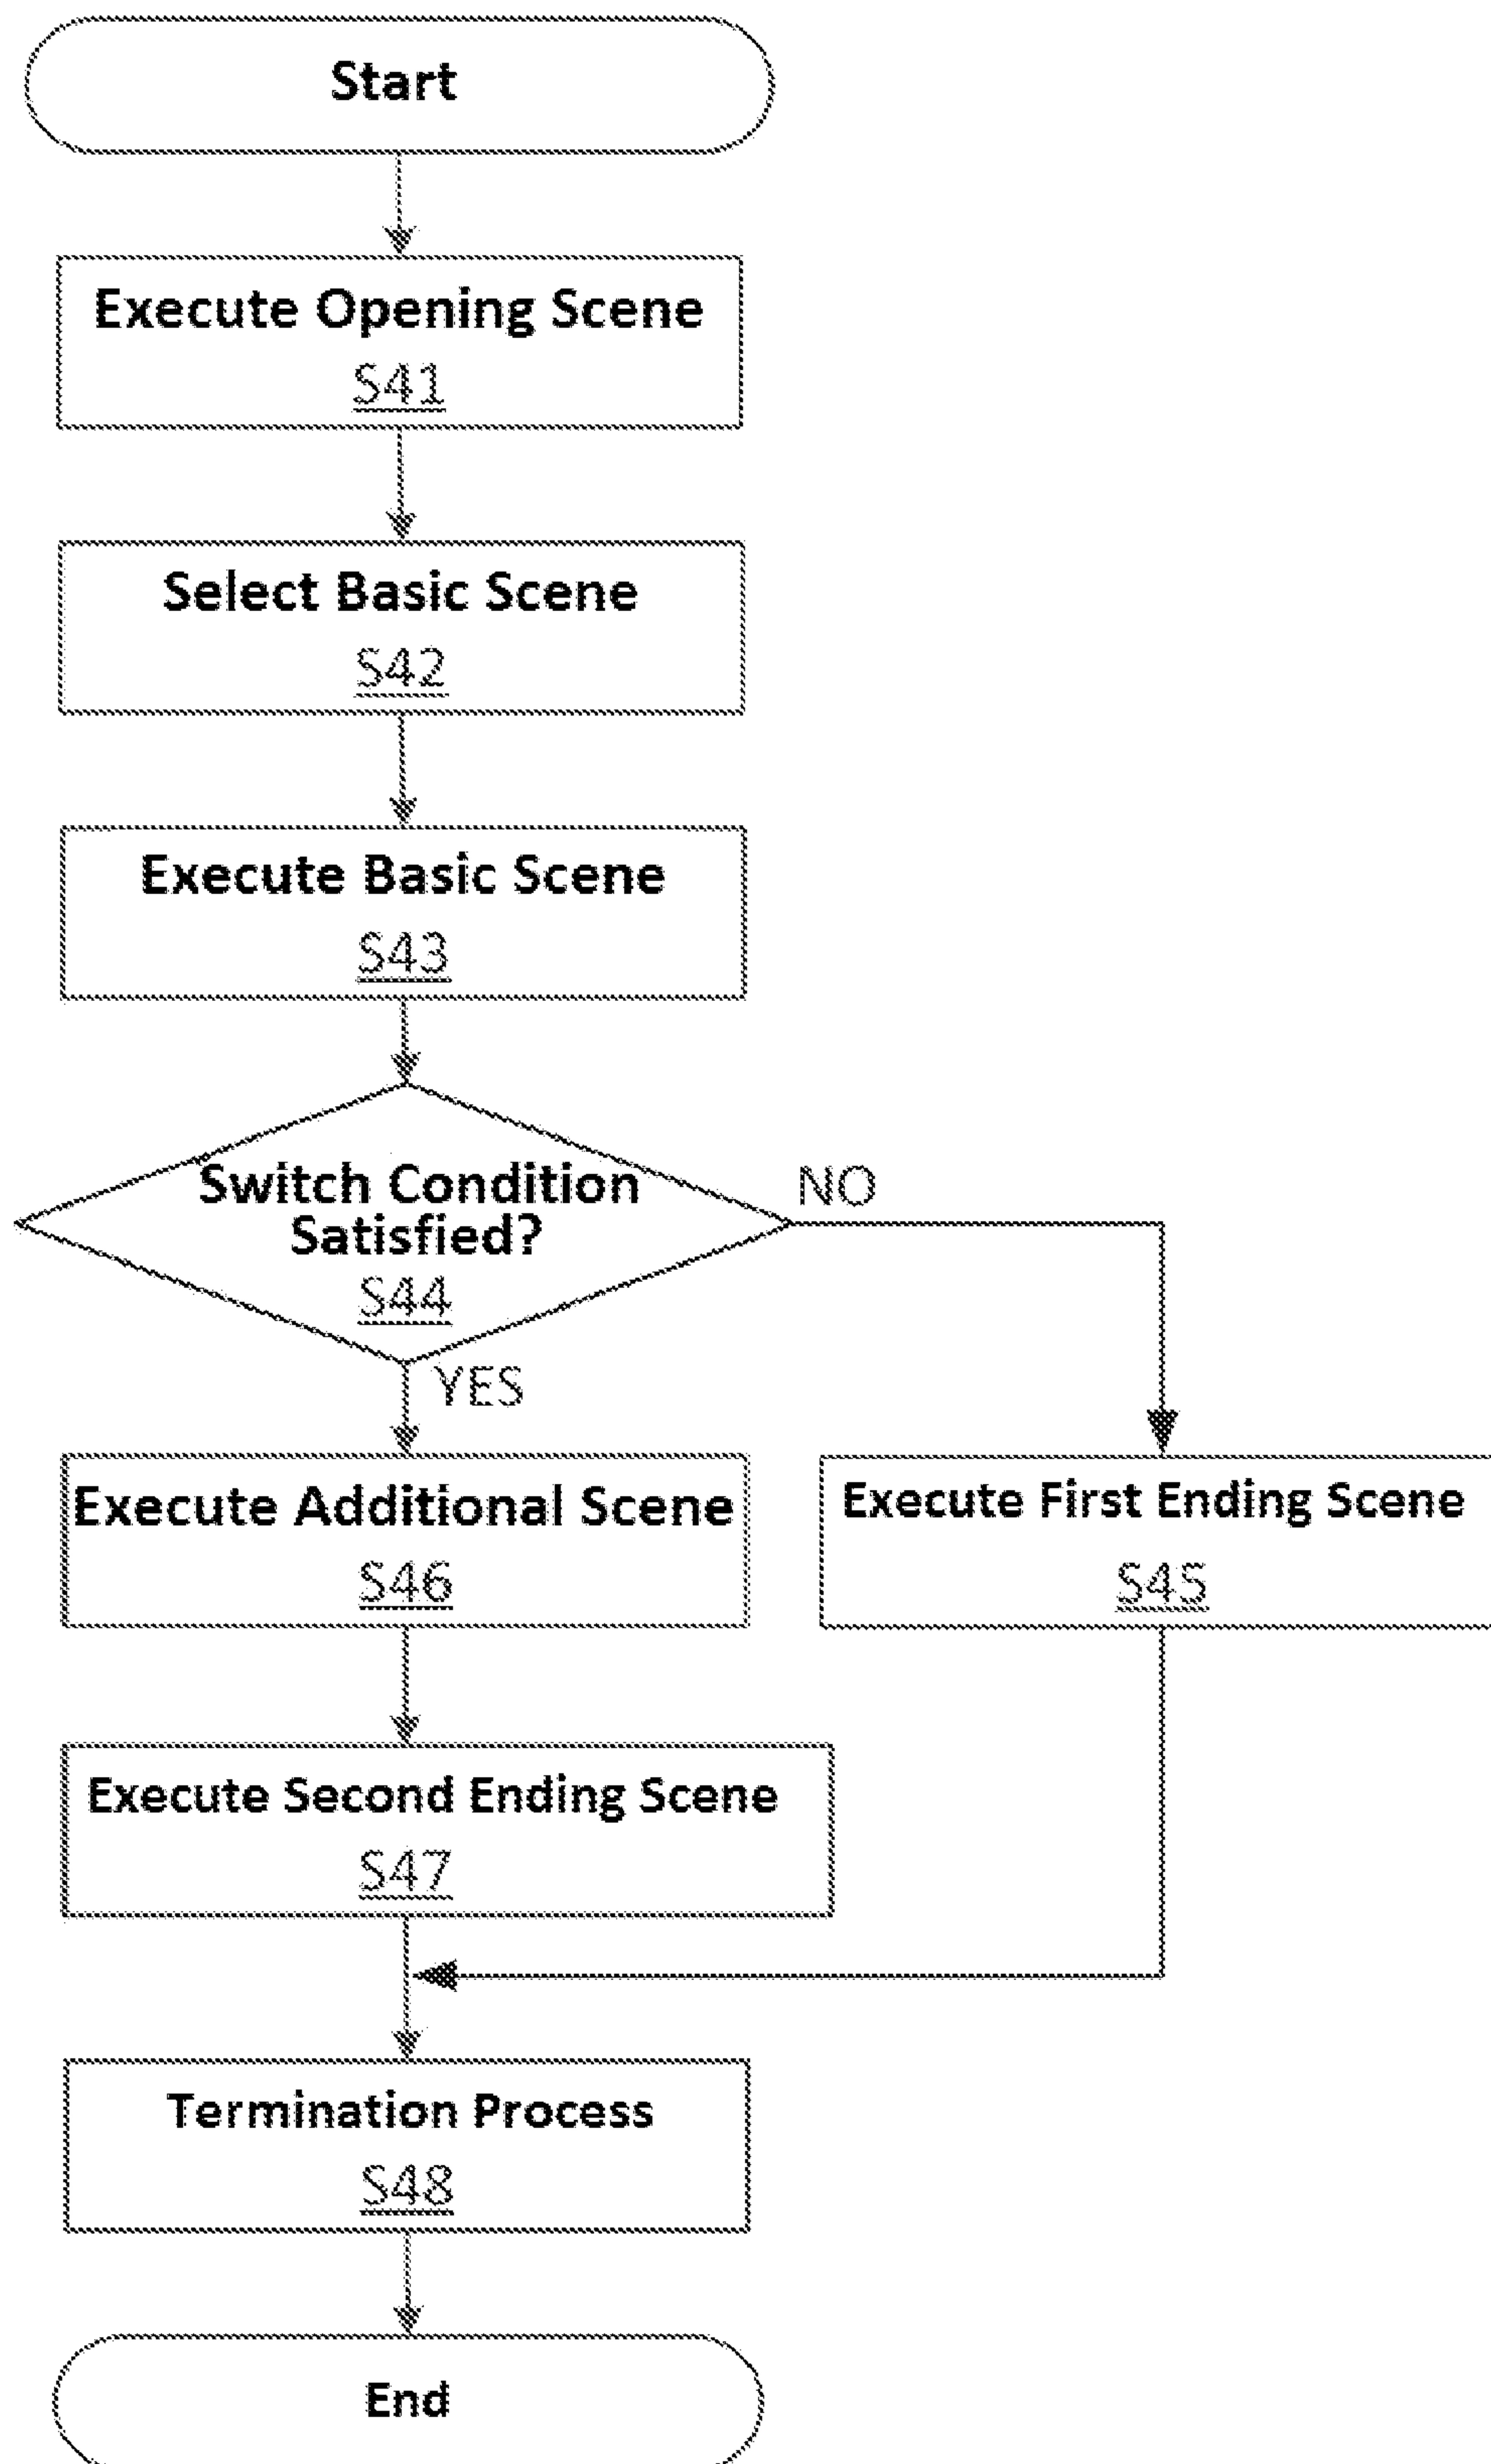 Start
Execute Opening Scene
S41
Select Basic Scene
S42
Execute Basic Scene
S43
Switch Condition
Satisfied?
S44
NO
YES
Execute Additional Scene
S46
Execute First Ending Scene
S45
Execute Second Ending Scene
S47
Termination Process
S48
End